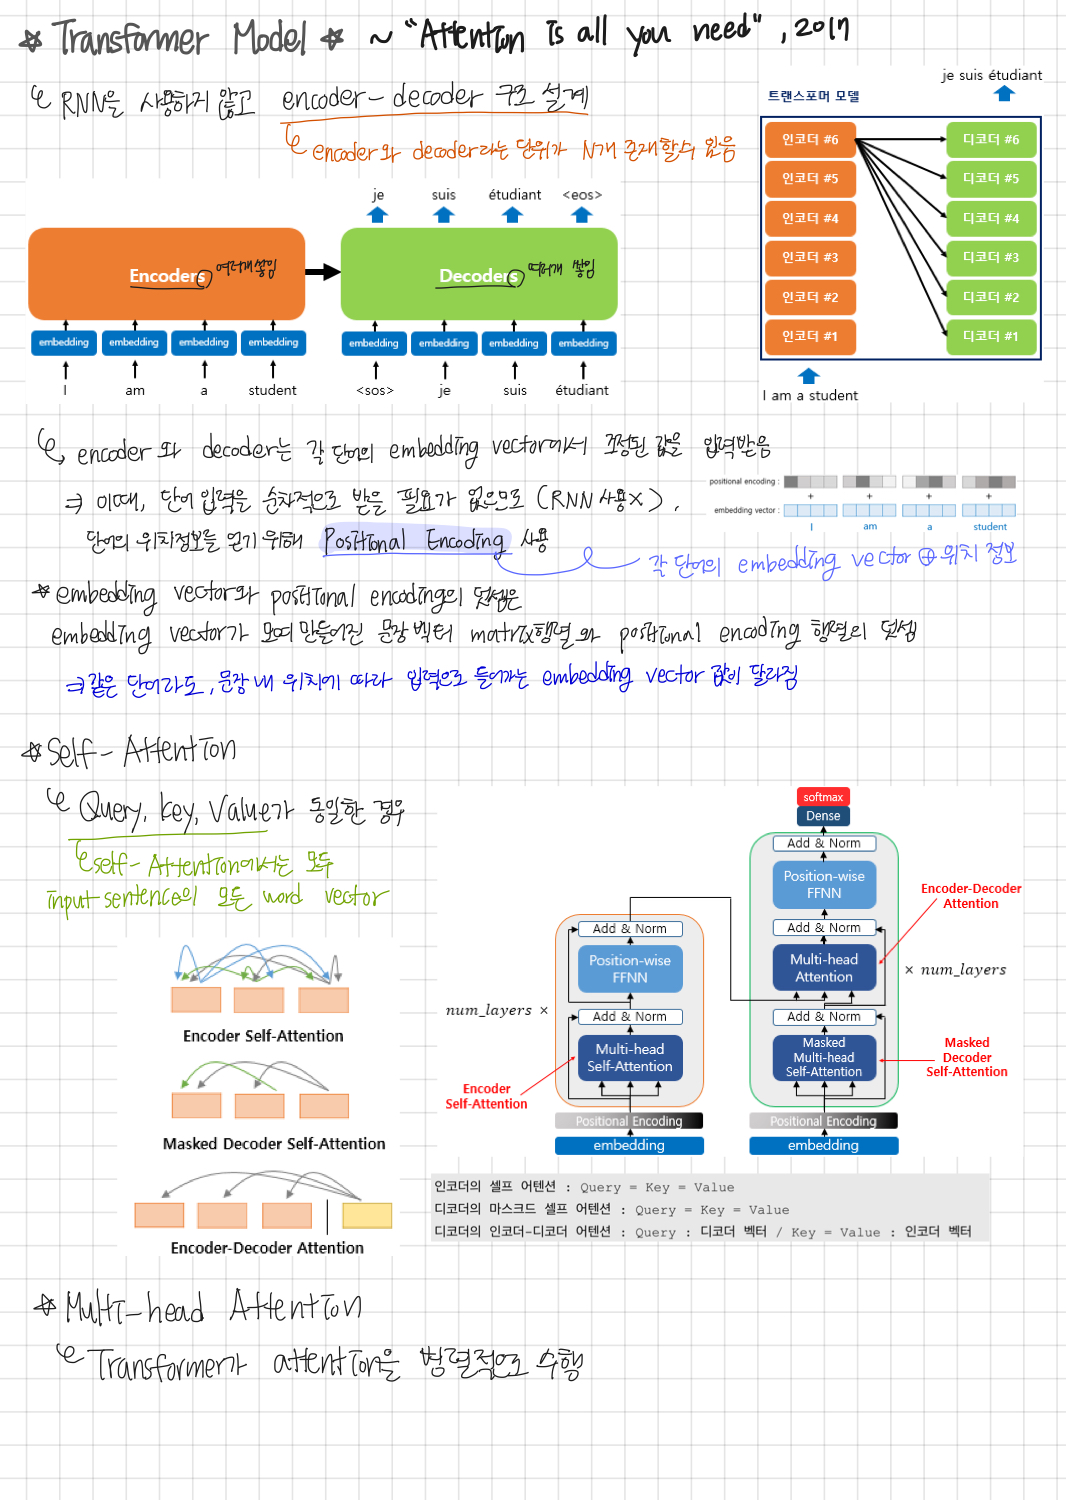 ☆ Transformer Model ☆ ~ "Attention is all you need", 2017
RNN을 사용하지 않고 encoder-decoder 구조 설계
encoder와 decoder라는 단위가 N개 존재할수 있음
je suis étudiant
트랜스포머 모델
인코더 #6 디코더 #6
인코더 #5 디코더 #5
인코더 #4 디코더 #4
인코더 #3 디코더 #3
인코더 #2 디코더 #2
인코더 #1 디코더 #1
I am a student
je suis étudiant <eos>
Encoders 여러개 쌓임 Decoders 여러개 쌓임
embedding embedding embedding embedding embedding embedding embedding embedding
I am a student <sos> je suis étudiant
encoder와 decoder는 각 단어의 embedding vector에서 조정된 값을 입력받음
⇒ 이때, 단어 입력을 순차적으로 받을 필요가 없으므로 (RNN 사용×),
단어의 위치정보를 얻기 위해 Positional Encoding 사용
positional encoding :
+ + + +
embedding vector :
I am a student
각 단어의 embedding vector ⊕ 위치 정보
☆ embedding vector와 positional encoding의 덧셈은
embedding vector가 모여 만들어진 문장 벡터 matrix행렬와 positional encoding 행렬의 덧셈
⇒ 같은 단어라도, 문장 내 위치에 따라 입력으로 들어가는 embedding vector 값이 달라짐
☆ Self-Attention
Query, Key, Value가 동일한 경우
self-Attention에서는 모두
input sentence의 모든 word vector
Encoder Self-Attention
Masked Decoder Self-Attention
Encoder-Decoder Attention
softmax
Dense
Add & Norm
Position-wise
FFNN
Encoder-Decoder
Attention
Add & Norm
Add & Norm
Position-wise
FFNN
Multi-head
Attention
× num_layers
num_layers ×
Add & Norm
Add & Norm
Multi-head
Self-Attention
Masked
Multi-head
Self-Attention
Masked
Decoder
Self-Attention
Encoder
Self-Attention
Positional Encoding
Positional Encoding
embedding
embedding
인코더의 셀프 어텐션 : Query = Key = Value
디코더의 마스크드 셀프 어텐션 : Query = Key = Value
디코더의 인코더-디코더 어텐션 : Query : 디코더 벡터 / Key = Value : 인코더 벡터
☆ Multi-head Attention
Transformer가 attention을 병렬적으로 수행